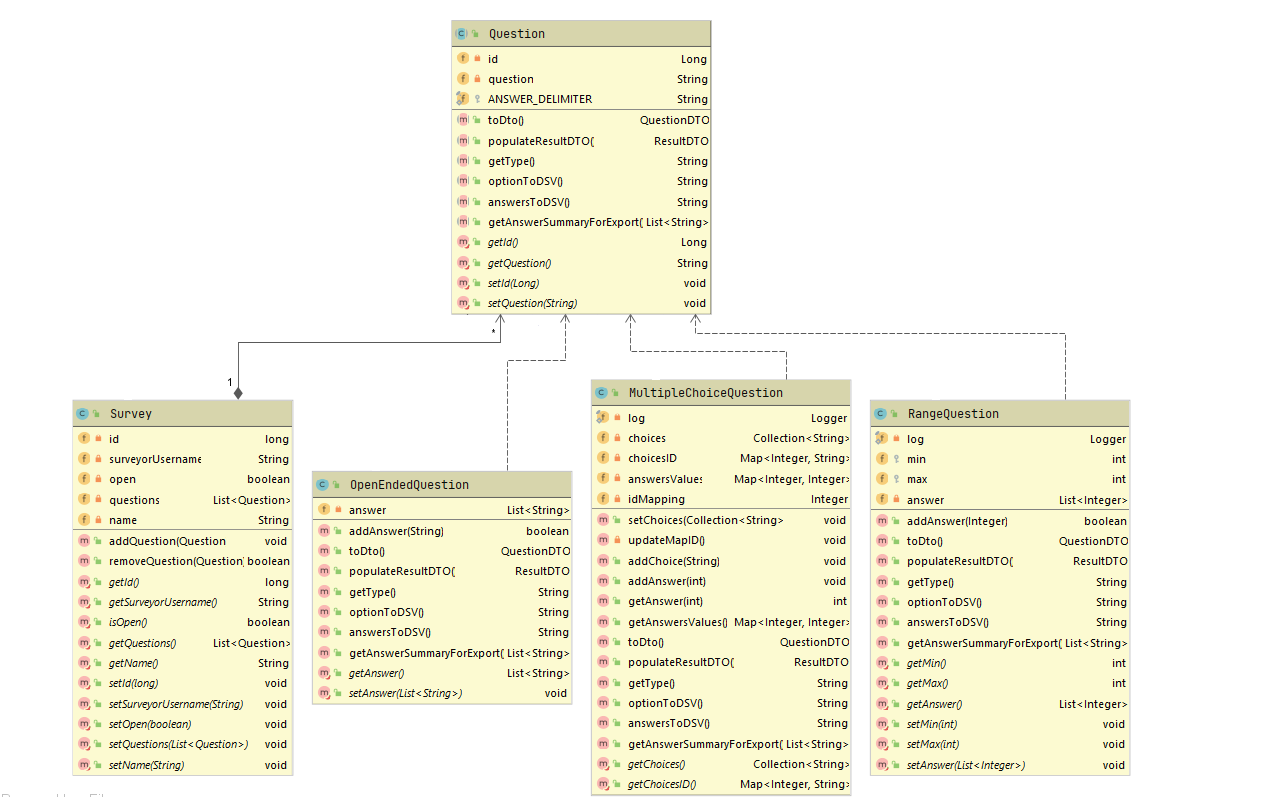 Question
id Long
question String
ANSWER_DELIMITER String
toDto() QuestionDTO
populateResultDTO( ResultDTO
getType() String
optionToDSV() String
answersToDSV() String
getAnswerSummaryForExport( List<String>
getId() Long
getQuestion() String
setId(Long) void
setQuestion(String) void
*
1
Survey
id long
surveyorUsername String
open boolean
questions List<Question>
name String
addQuestion(Question void
removeQuestion(Question) boolean
getId() long
getSurveyorUsername() String
isOpen() boolean
getQuestions() List<Question>
getName() String
setId(long) void
setSurveyorUsername(String) void
setOpen(boolean) void
setQuestions(List<Question>) void
setName(String) void
OpenEndedQuestion
answer List<String>
addAnswer(String) boolean
toDto() QuestionDTO
populateResultDTO( ResultDTO
getType() String
optionToDSV() String
answersToDSV() String
getAnswerSummaryForExport( List<String>
getAnswer() List<String>
setAnswer(List<String>) void
MultipleChoiceQuestion
log Logger
choices Collection<String>
choicesID Map<Integer, String>
answersValues Map<Integer, Integer>
idMapping Integer
setChoices(Collection<String> void
updateMapID() void
addChoice(String) void
addAnswer(int) void
getAnswer(int) int
getAnswersValues() Map<Integer, Integer>
toDto() QuestionDTO
populateResultDTO( ResultDTO
getType() String
optionToDSV() String
answersToDSV() String
getAnswerSummaryForExport( List<String>
getChoices() Collection<String>
getChoicesID() Map<Integer, String>
RangeQuestion
log Logger
min int
max int
answer List<Integer>
addAnswer(Integer) boolean
toDto() QuestionDTO
populateResultDTO( ResultDTO
getType() String
optionToDSV() String
answersToDSV() String
getAnswerSummaryForExport( List<String>
getMin() int
getMax() int
getAnswer() List<Integer>
setMin(int) void
setMax(int) void
setAnswer(List<Integer>) void